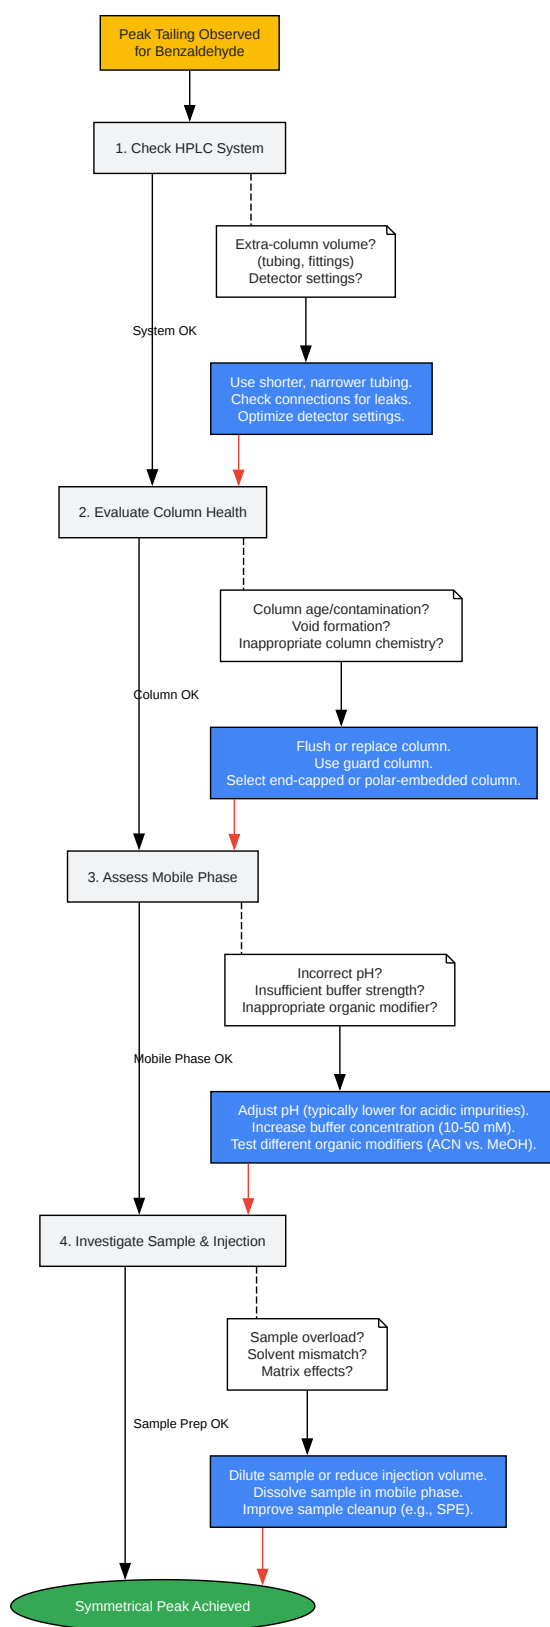 Peak Tailing Observed
for Benzaldehyde
1. Check HPLC System
Extra-column volume?
(tubing, fittings)
Detector settings?
System OK
Use shorter, narrower tubing.
Check connections for leaks.
Optimize detector settings.
2. Evaluate Column Health
Column age/contamination?
Void formation?
Inappropriate column chemistry?
Column OK
Flush or replace column.
Use guard column.
Select end-capped or polar-embedded column.
3. Assess Mobile Phase
Incorrect pH?
Insufficient buffer strength?
Inappropriate organic modifier?
Mobile Phase OK
Adjust pH (typically lower for acidic impurities).
Increase buffer concentration (10-50 mM).
Test different organic modifiers (ACN vs. MeOH).
4. Investigate Sample & Injection
Sample overload?
Solvent mismatch?
Matrix effects?
Sample Prep OK
Dilute sample or reduce injection volume.
Dissolve sample in mobile phase.
Improve sample cleanup (e.g., SPE).
Symmetrical Peak Achieved